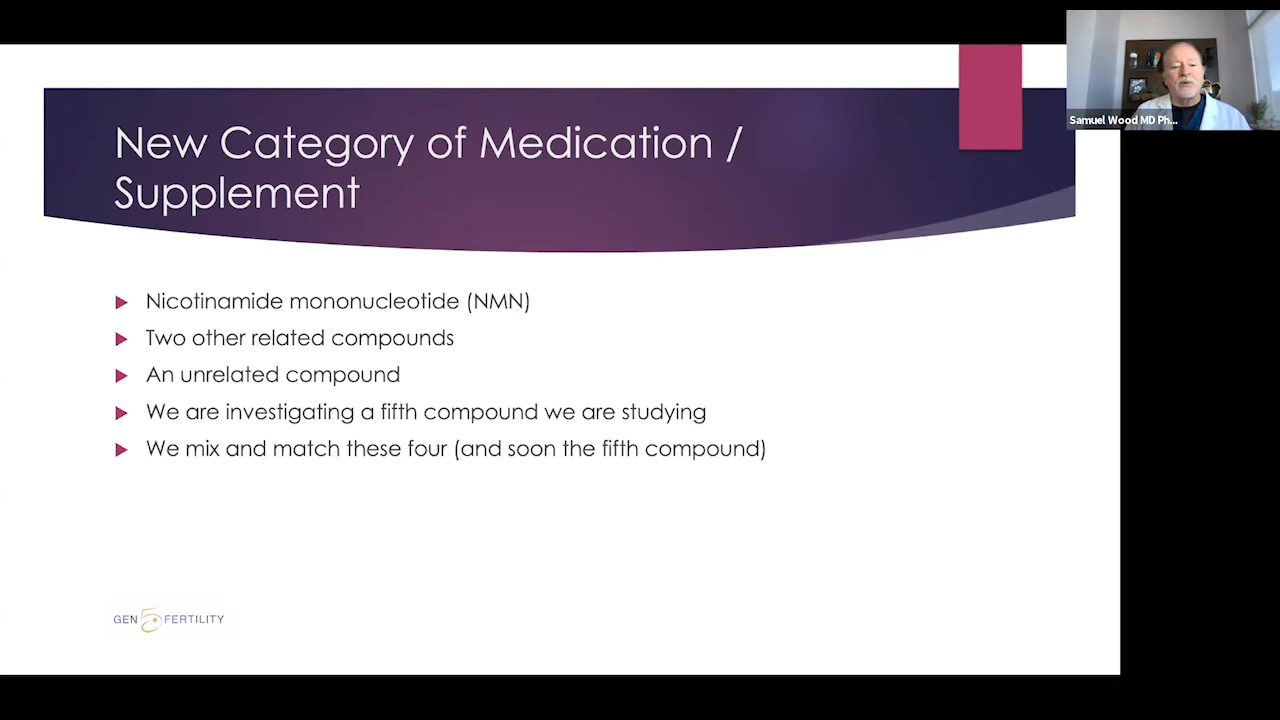 New Category of Medication /
Supplement
Samuel Wood MD Ph...
Nicotinamide mononucleotide (NMN)
Two other related compounds
An unrelated compound
We are investigating a fifth compound we are studying
We mix and match these four (and soon the fifth compound)
GEN 5 FERTILITY